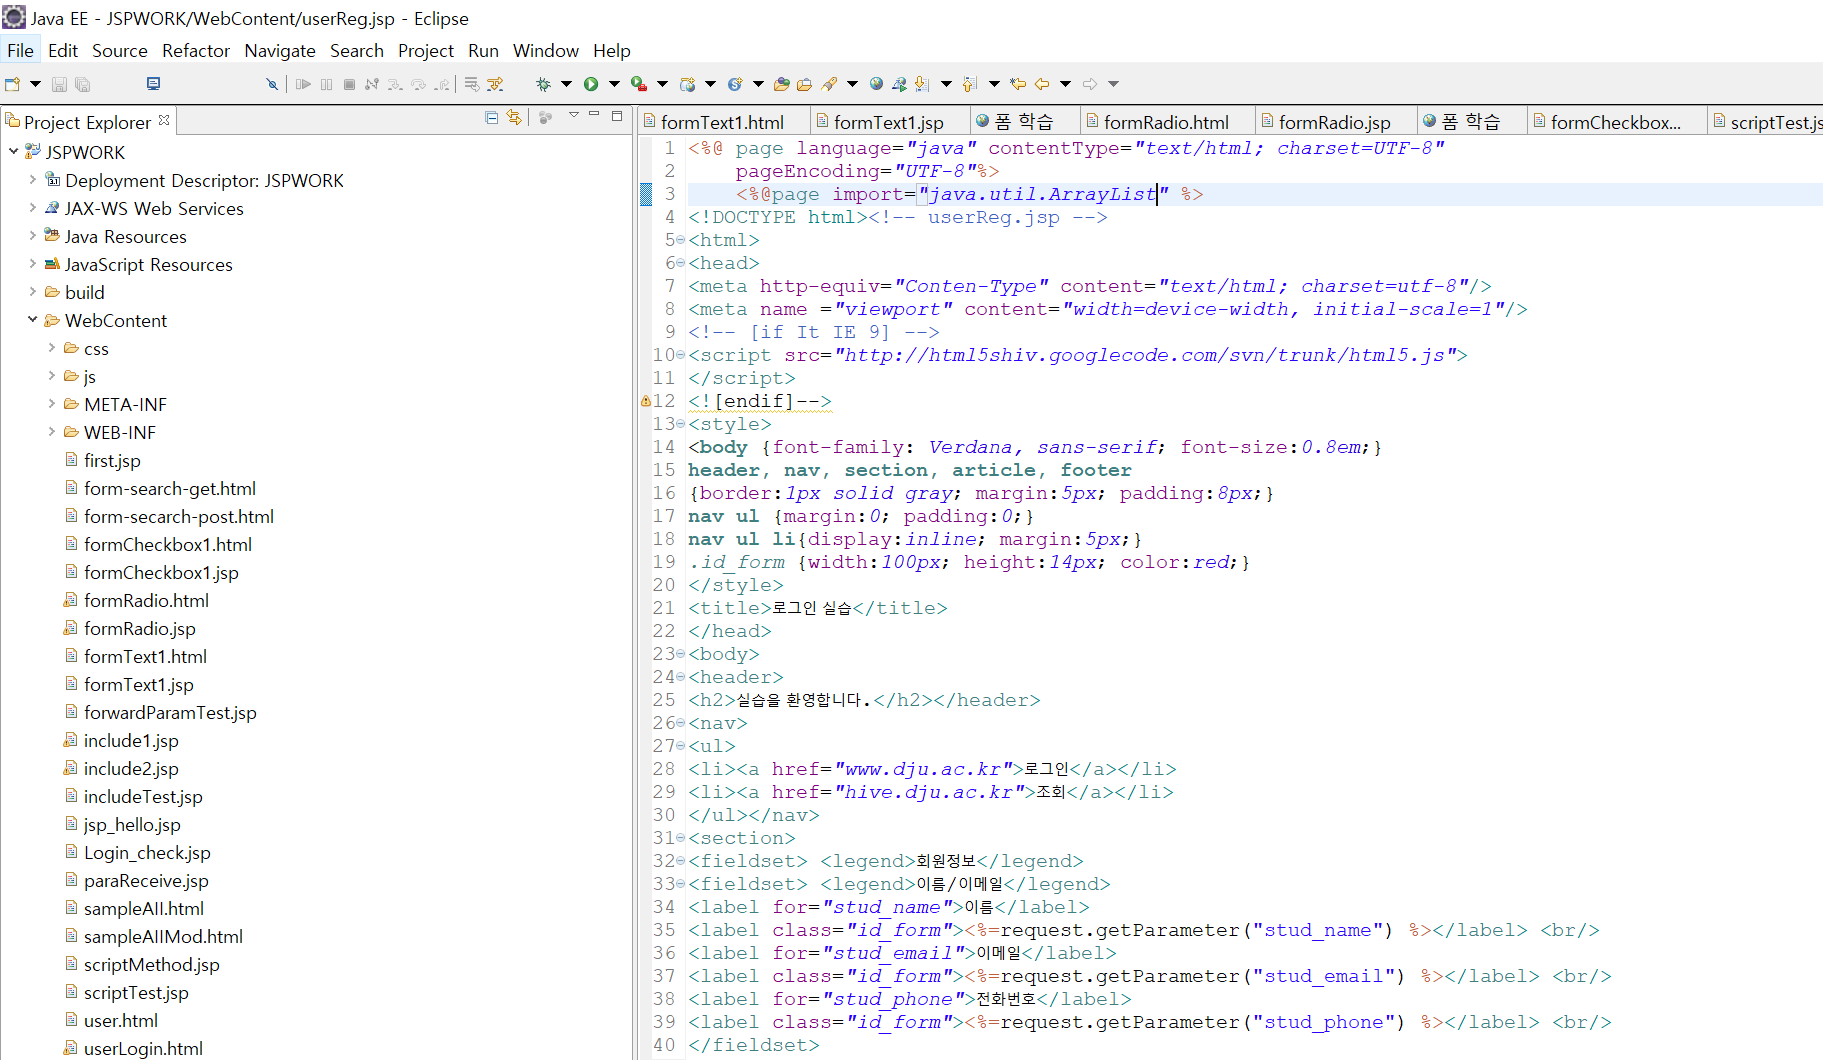 Java EE - JSPWORK/WebContent/userReg.jsp - Eclipse
File Edit Source Refactor Navigate Search Project Run Window Help
Project Explorer
JSPWORK
Deployment Descriptor: JSPWORK
JAX-WS Web Services
Java Resources
JavaScript Resources
build
WebContent
css
js
META-INF
WEB-INF
first.jsp
form-search-get.html
form-secarch-post.html
formCheckbox1.html
formCheckbox1.jsp
formRadio.html
formRadio.jsp
formText1.html
formText1.jsp
forwardParamTest.jsp
include1.jsp
include2.jsp
includeTest.jsp
jsp_hello.jsp
Login_check.jsp
paraReceive.jsp
sampleAll.html
sampleAllMod.html
scriptMethod.jsp
scriptTest.jsp
user.html
userLogin.html
formText1.html formText1.jsp 폼 학습 formRadio.html formRadio.jsp 폼 학습 formCheckbox... scriptTest.js
1 <%@ page language="java" contentType="text/html; charset=UTF-8"
2 pageEncoding="UTF-8"%>
3 <%@page import="java.util.ArrayList" %>
4 <!DOCTYPE html><!-- userReg.jsp -->
5 <html>
6 <head>
7 <meta http-equiv="Conten-Type" content="text/html; charset=utf-8"/>
8 <meta name ="viewport" content="width=device-width, initial-scale=1"/>
9 <!-- [if It IE 9] -->
10 <script src="http://html5shiv.googlecode.com/svn/trunk/html5.js">
11 </script>
12 <![endif]-->
13 <style>
14 <body {font-family: Verdana, sans-serif; font-size:0.8em;}
15 header, nav, section, article, footer
16 {border:1px solid gray; margin:5px; padding:8px;}
17 nav ul {margin:0; padding:0;}
18 nav ul li{display:inline; margin:5px;}
19 .id_form {width:100px; height:14px; color:red;}
20 </style>
21 <title>로그인 실습</title>
22 </head>
23 <body>
24 <header>
25 <h2>실습을 환영합니다.</h2></header>
26 <nav>
27 <ul>
28 <li><a href="www.dju.ac.kr">로그인</a></li>
29 <li><a href="hive.dju.ac.kr">조회</a></li>
30 </ul></nav>
31 <section>
32 <fieldset> <legend>회원정보</legend>
33 <fieldset> <legend>이름/이메일</legend>
34 <label for="stud_name">이름</label>
35 <label class="id_form"><%=request.getParameter("stud_name") %></label> <br/>
36 <label for="stud_email">이메일</label>
37 <label class="id_form"><%=request.getParameter("stud_email") %></label> <br/>
38 <label for="stud_phone">전화번호</label>
39 <label class="id_form"><%=request.getParameter("stud_phone") %></label> <br/>
40 </fieldset>